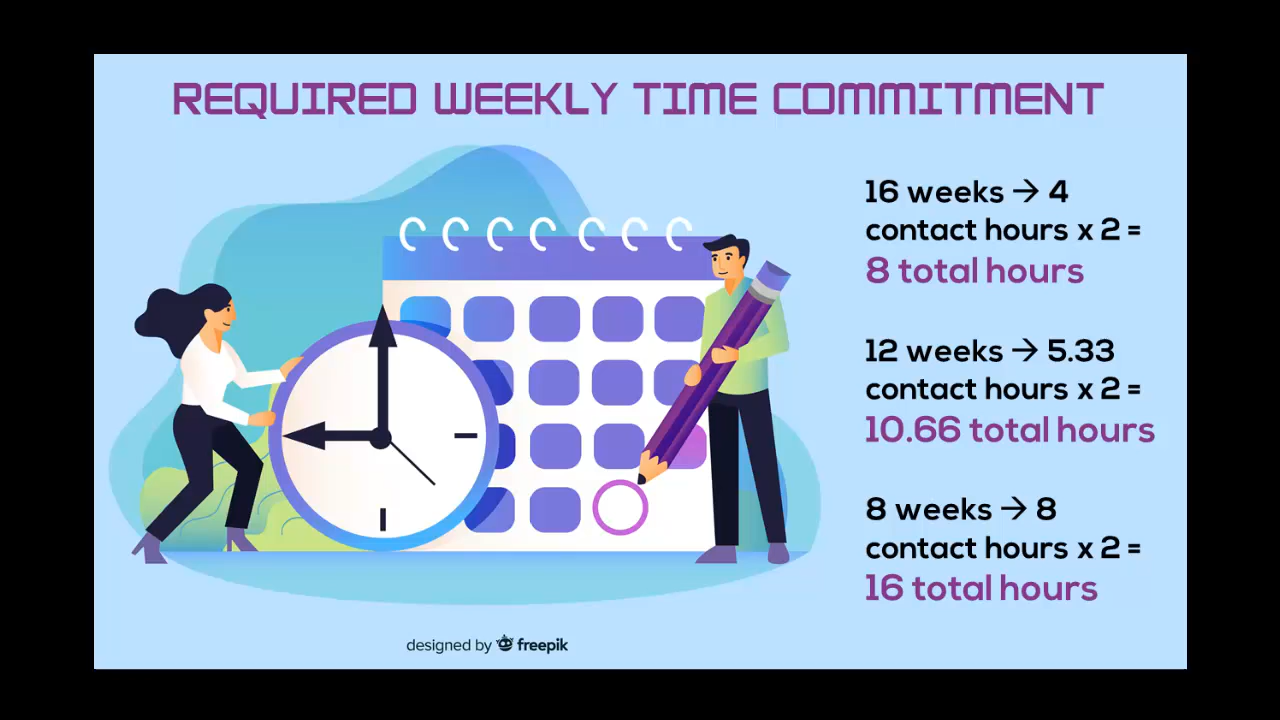 REQUIRED WEEKLY TIME COMMITMENT
16 weeks → 4
contact hours x 2 =
8 total hours
12 weeks → 5.33
contact hours x 2 =
10.66 total hours
8 weeks → 8
contact hours x 2 =
16 total hours
designed by freepik